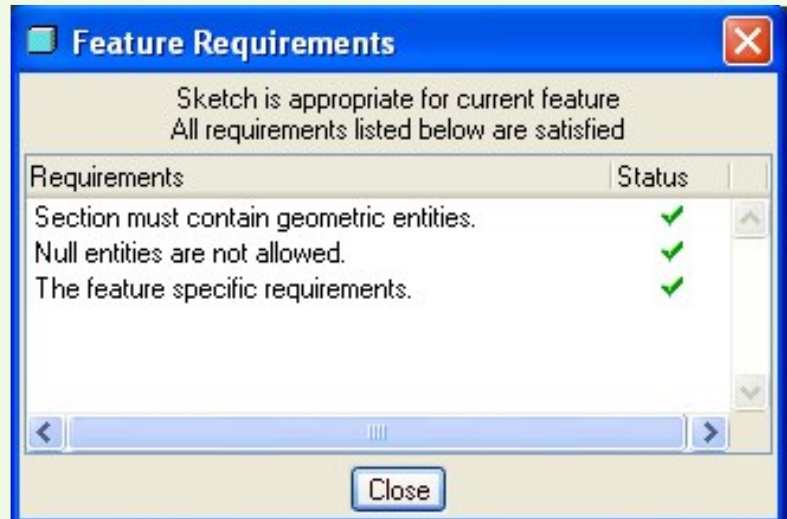 Feature Requirements
Sketch is appropriate for current feature
All requirements listed below are satisfied
Requirements Status
Section must contain geometric entities.
Null entities are not allowed.
The feature specific requirements.
Close